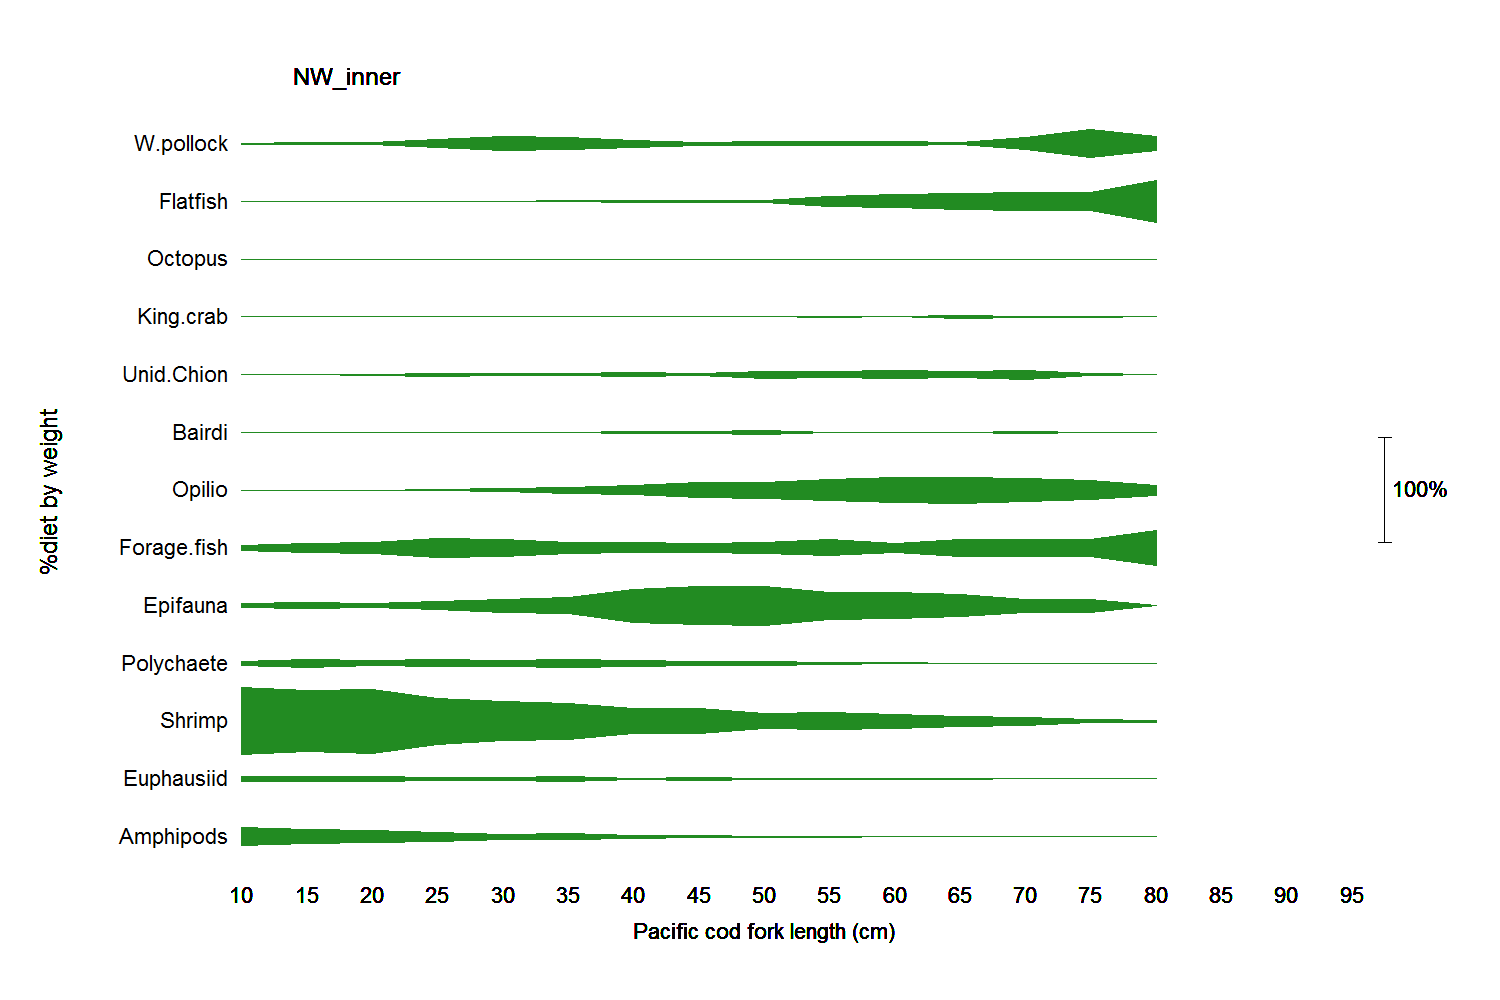 NW_inner
W.pollock
Flatfish
Octopus
King.crab
Unid.Chion
Bairdi
Opilio
Forage.fish
Epifauna
Polychaete
Shrimp
Euphausiid
Amphipods
%diet by weight
100%
10 15 20 25 30 35 40 45 50 55 60 65 70 75 80 85 90 95
Pacific cod fork length (cm)